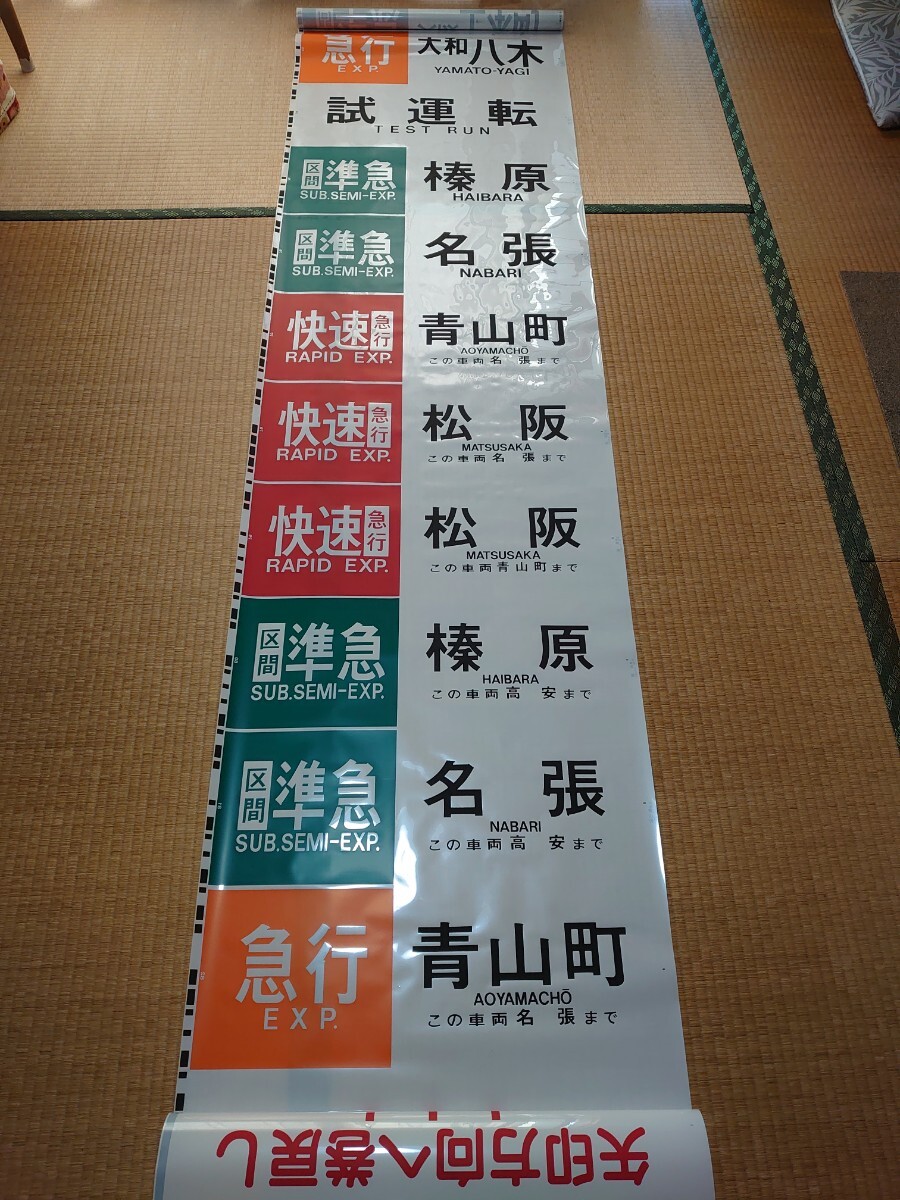 急行 大和八木
EXP. YAMATO-YAGI
試運転
TEST RUN
区間準急 榛原
SUB.SEMI-EXP. HAIBARA
区間準急 名張
SUB.SEMI-EXP. NABARI
快速急行 青山町
RAPID EXP. AOYAMACHŌ
この車両名 張まで
快速急行 松 阪
RAPID EXP. MATSUSAKA
この車両名 張まで
快速急行 松 阪
RAPID EXP. MATSUSAKA
この車両青山町まで
区間準急 榛 原
SUB.SEMI-EXP. HAIBARA
この車両高 安まで
区間準急 名 張
SUB.SEMI-EXP. NABARI
この車両高 安まで
急行 青山町
EXP. AOYAMACHŌ
この車両名 張まで
矢印方向へ巻戻し